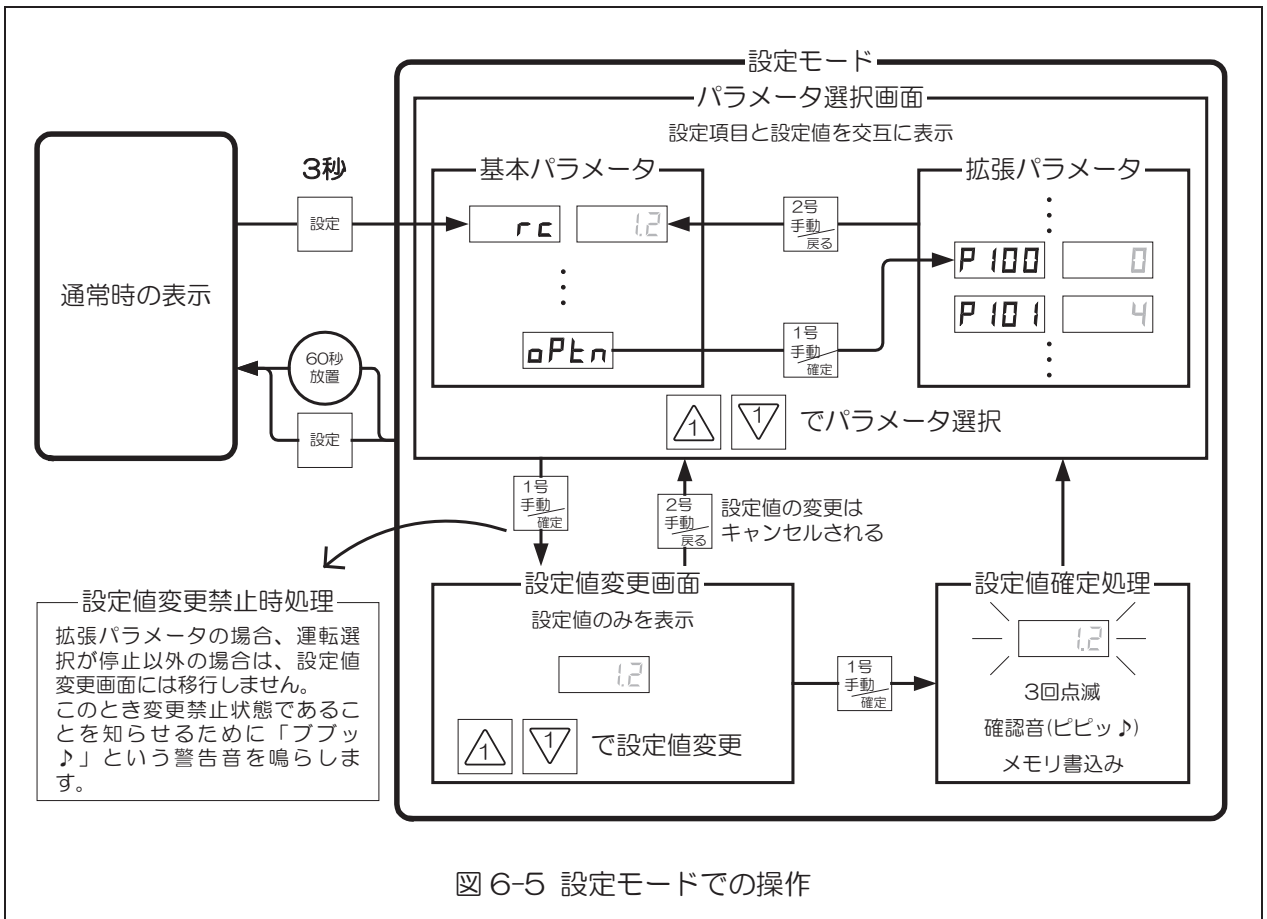 設定モード
パラメータ選択画面
設定項目と設定値を交互に表示
3秒
設定
基本パラメータ
rc 1.2
oPtn
2号
手動
戻る
1号
手動
確定
拡張パラメータ
P100 0
P101 4
通常時の表示
60秒
放置
設定
1 1 でパラメータ選択
1号
手動
確定
2号
手動
戻る
設定値の変更は
キャンセルされる
設定値変更禁止時処理
拡張パラメータの場合、運転選
択が停止以外の場合は、設定値
変更画面には移行しません。
このとき変更禁止状態であるこ
とを知らせるために「ブブッ
♪」という警告音を鳴らしま
す。
設定値変更画面
設定値のみを表示
1.2
1 1 で設定値変更
1号
手動
確定
設定値確定処理
1.2
3回点滅
確認音(ピピッ♪)
メモリ書込み
図 6-5 設定モードでの操作